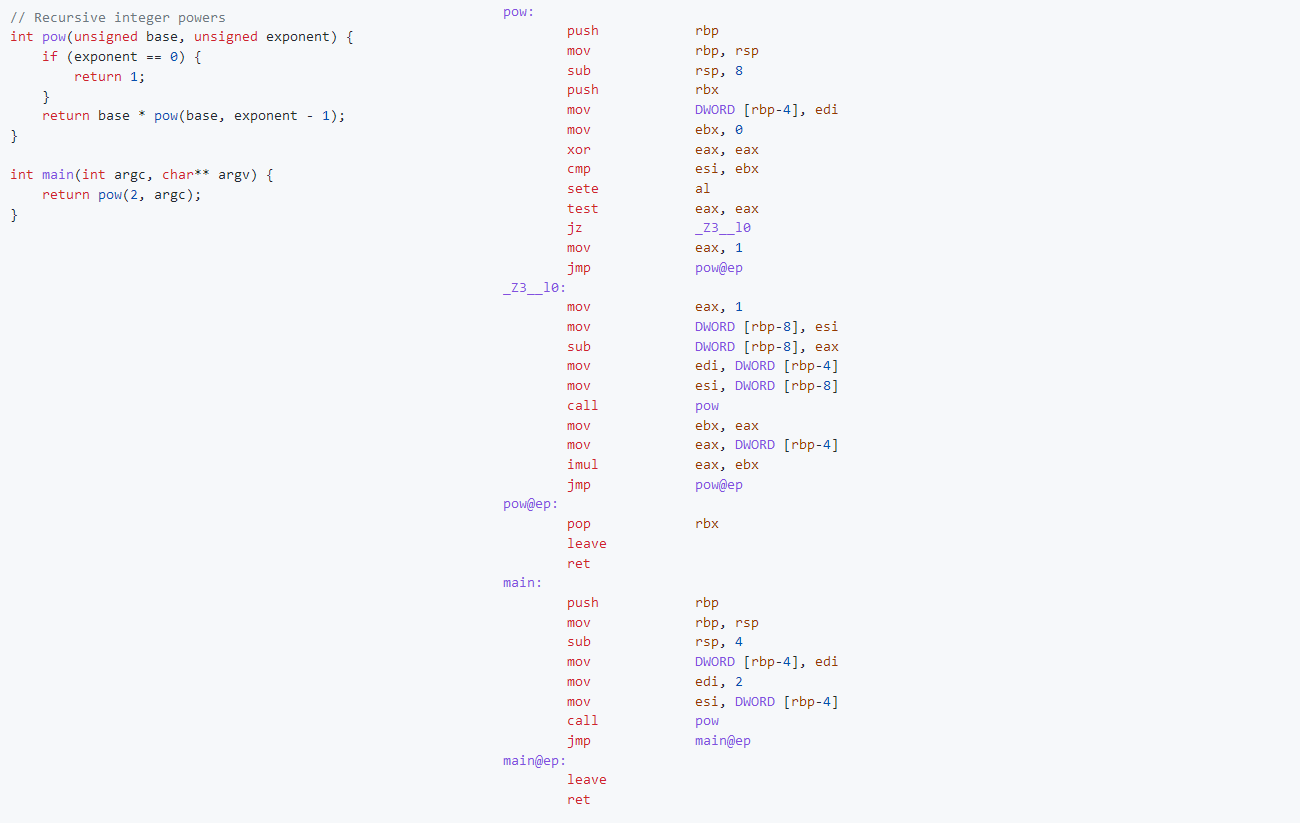 // Recursive integer powers
int pow(unsigned base, unsigned exponent) {
    if (exponent == 0) {
        return 1;
    }
    return base * pow(base, exponent - 1);
}

int main(int argc, char** argv) {
    return pow(2, argc);
}

pow:
        push            rbp
        mov             rbp, rsp
        sub             rsp, 8
        push            rbx
        mov             DWORD [rbp-4], edi
        mov             ebx, 0
        xor             eax, eax
        cmp             esi, ebx
        sete            al
        test            eax, eax
        jz              _Z3__l0
        mov             eax, 1
        jmp             pow@ep
_Z3__l0:
        mov             eax, 1
        mov             DWORD [rbp-8], esi
        sub             DWORD [rbp-8], eax
        mov             edi, DWORD [rbp-4]
        mov             esi, DWORD [rbp-8]
        call            pow
        mov             ebx, eax
        mov             eax, DWORD [rbp-4]
        imul            eax, ebx
        jmp             pow@ep
pow@ep:
        pop             rbx
        leave
        ret
main:
        push            rbp
        mov             rbp, rsp
        sub             rsp, 4
        mov             DWORD [rbp-4], edi
        mov             edi, 2
        mov             esi, DWORD [rbp-4]
        call            pow
        jmp             main@ep
main@ep:
        leave
        ret